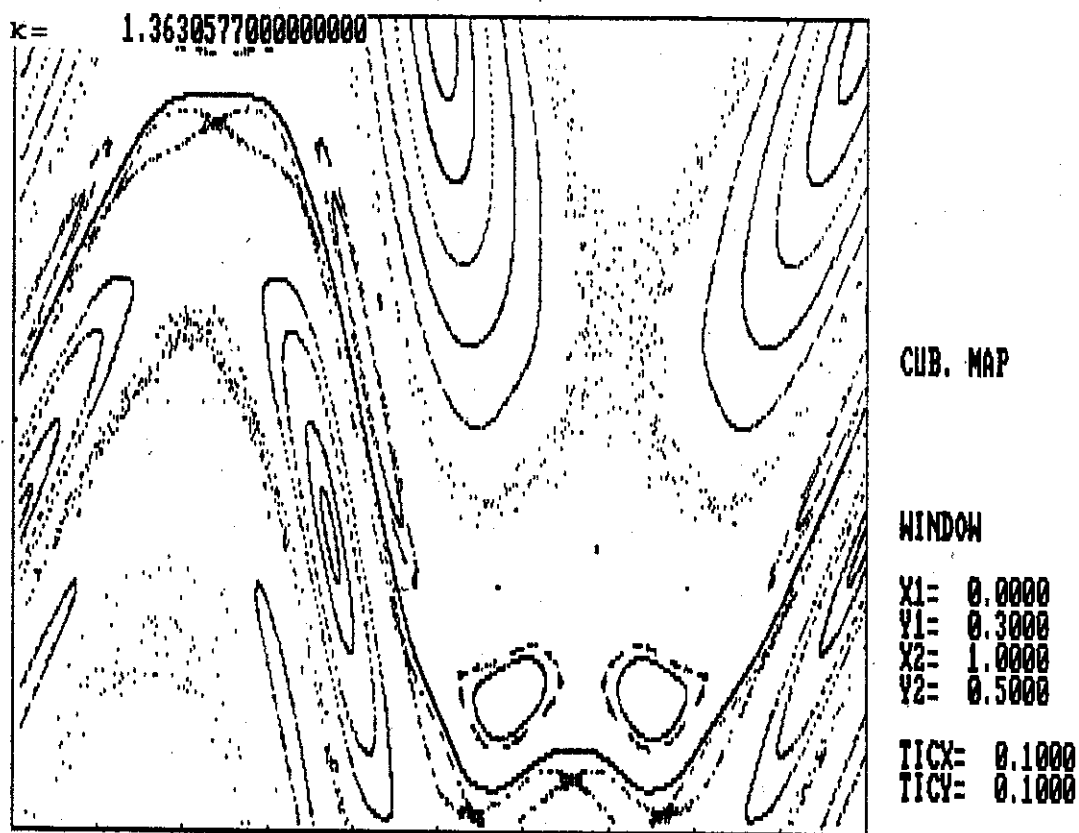 k= 1.3630577000000000
CUB. MAP
WINDOW
X1= 0.0000
Y1= 0.3000
X2= 1.0000
Y2= 0.5000
TICX= 0.1000
TICY= 0.1000